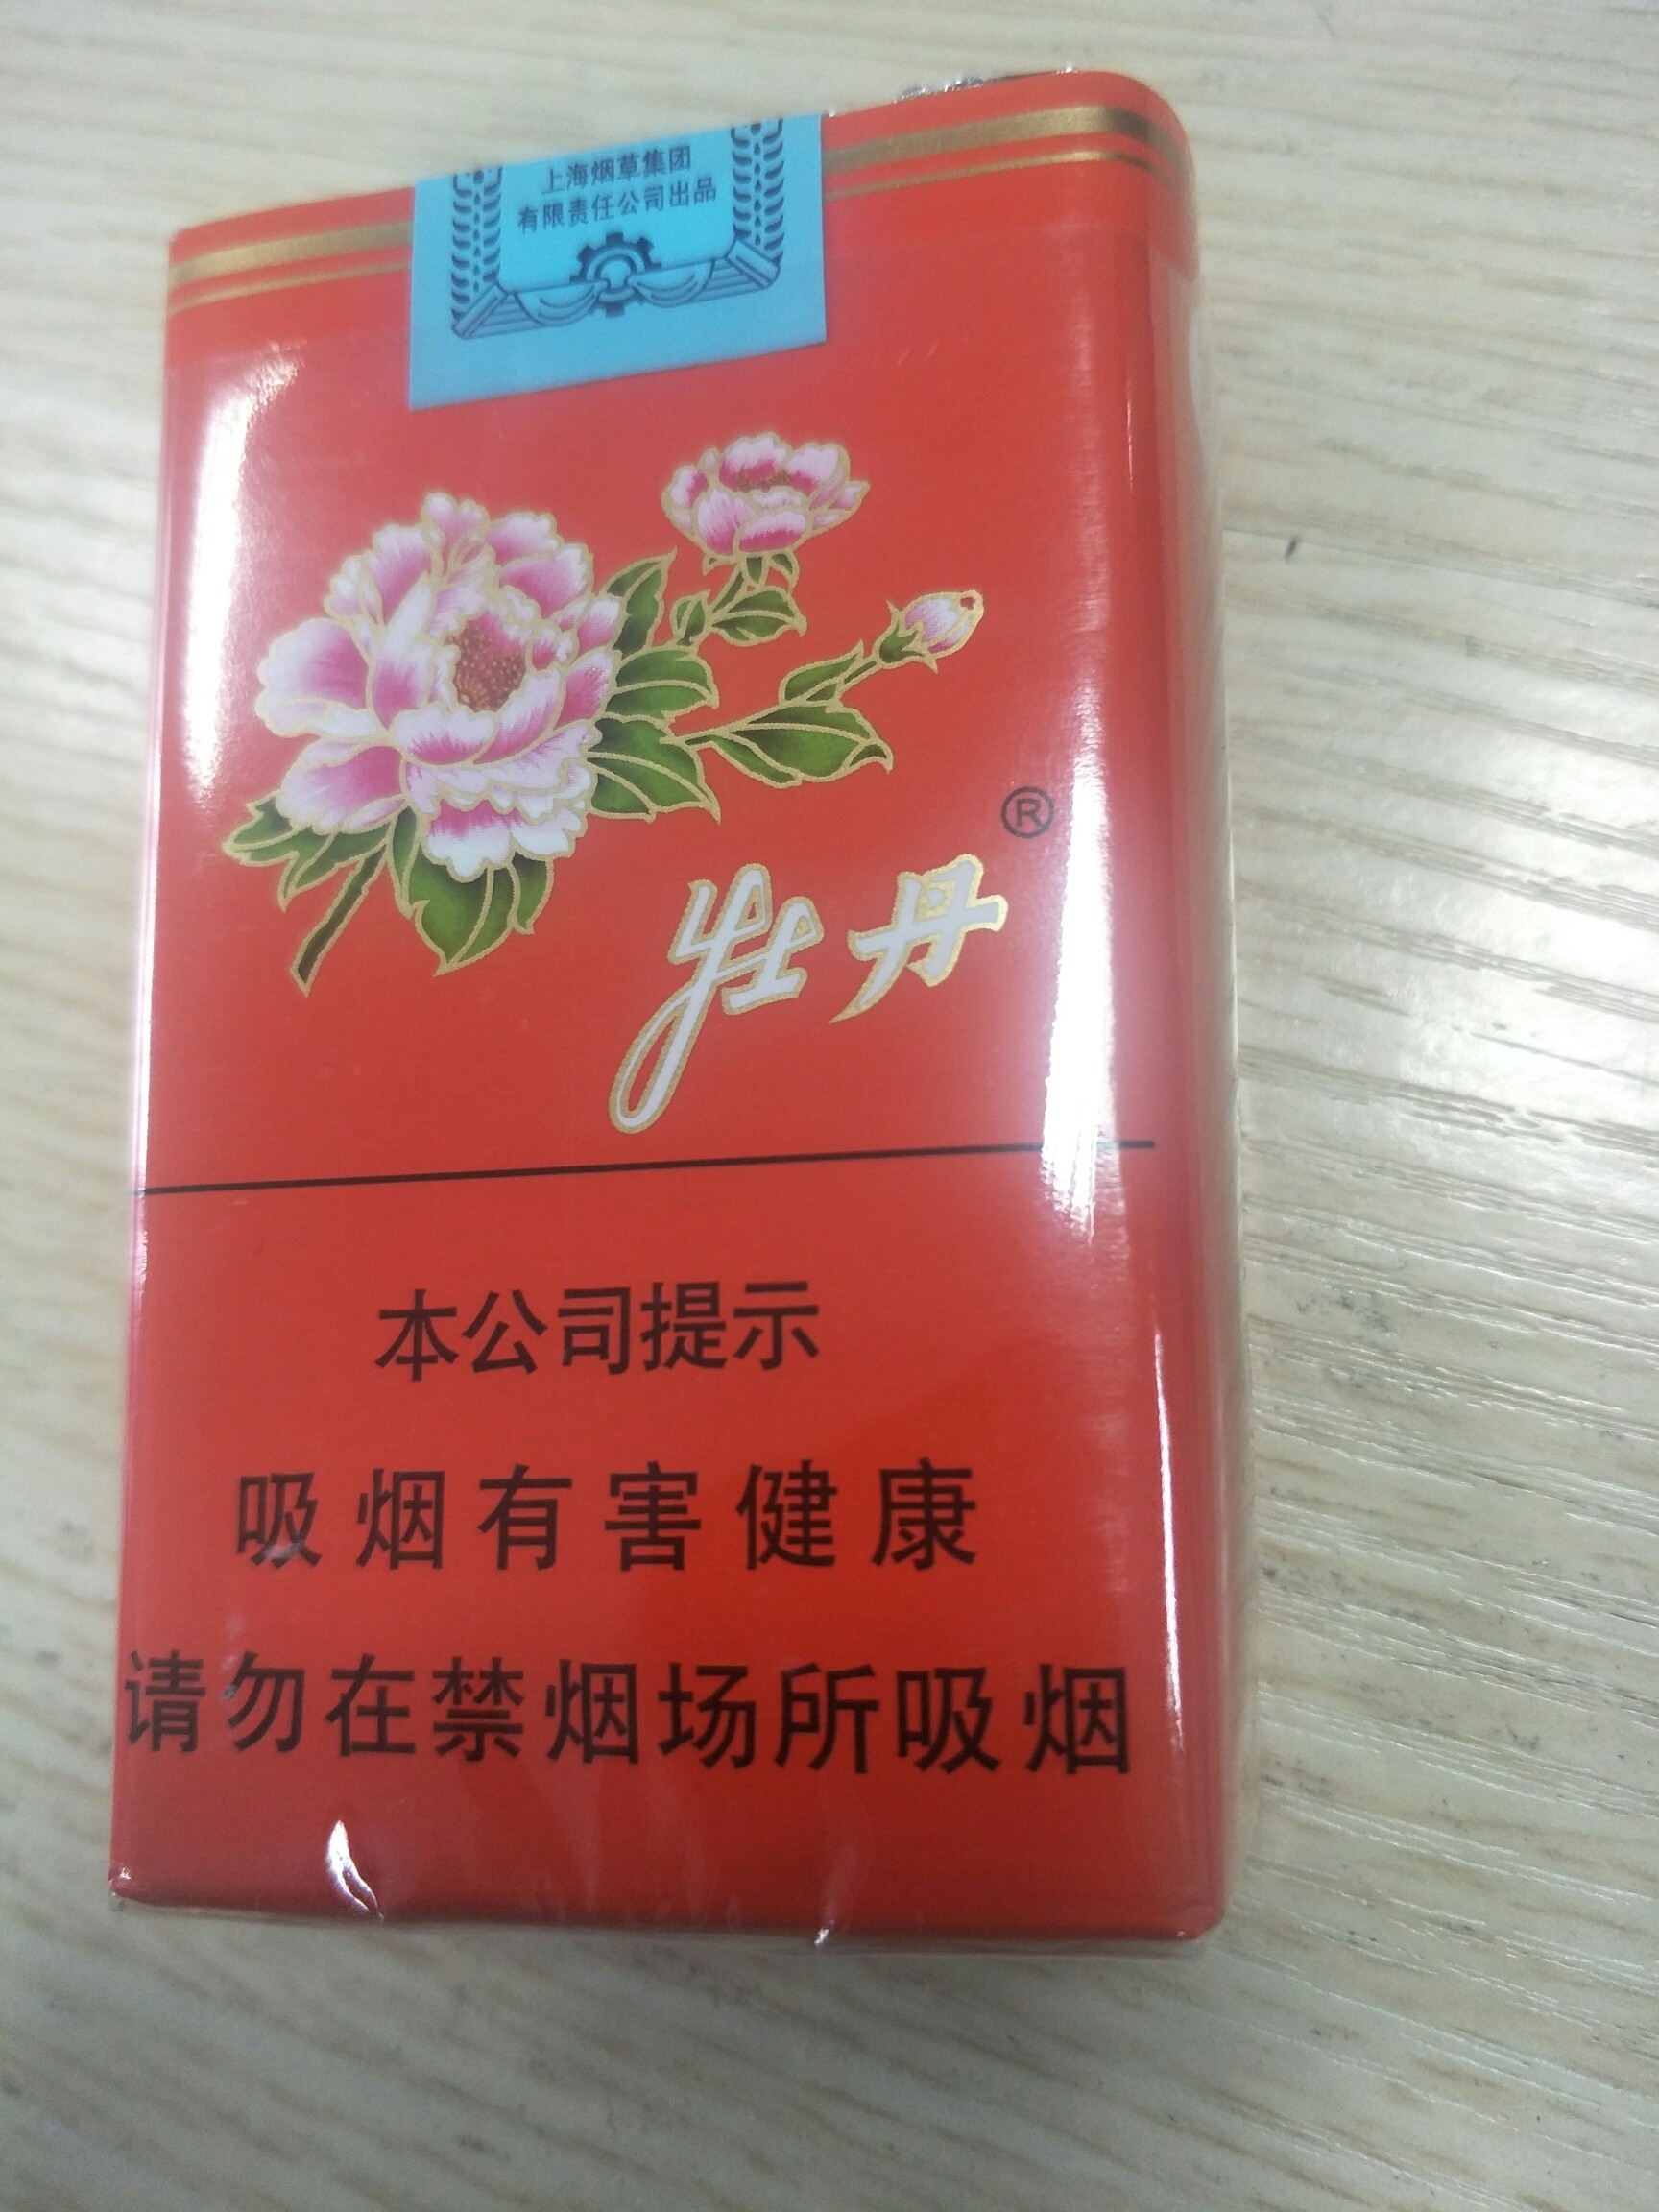 上海烟草集团
有限责任公司出品
®
牡丹
本公司提示
吸烟有害健康
请勿在禁烟场所吸烟